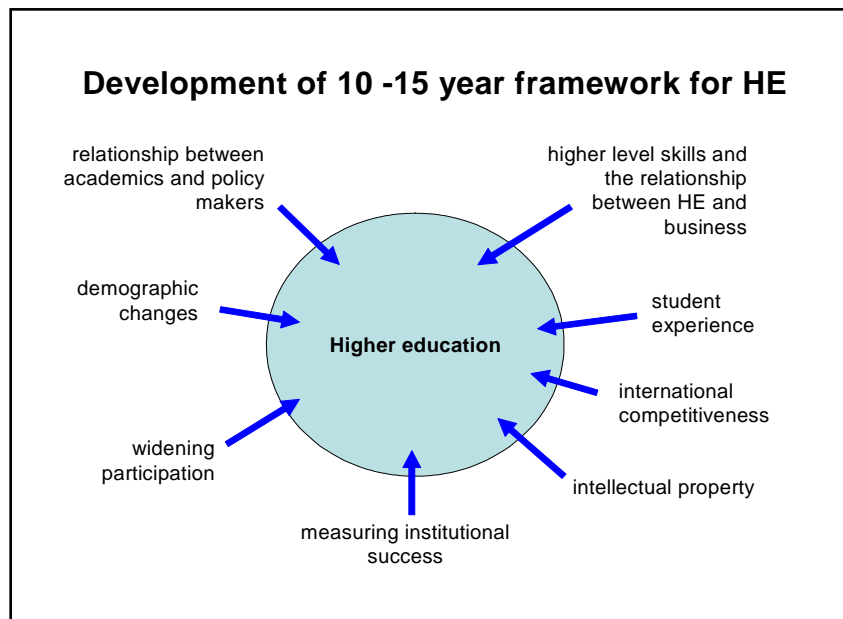 Development of 10 -15 year framework for HE
relationship between
academics and policy
makers
higher level skills and
the relationship
between HE and
business
demographic
changes
student
experience
Higher education
international
competitiveness
widening
participation
intellectual property
measuring institutional
success